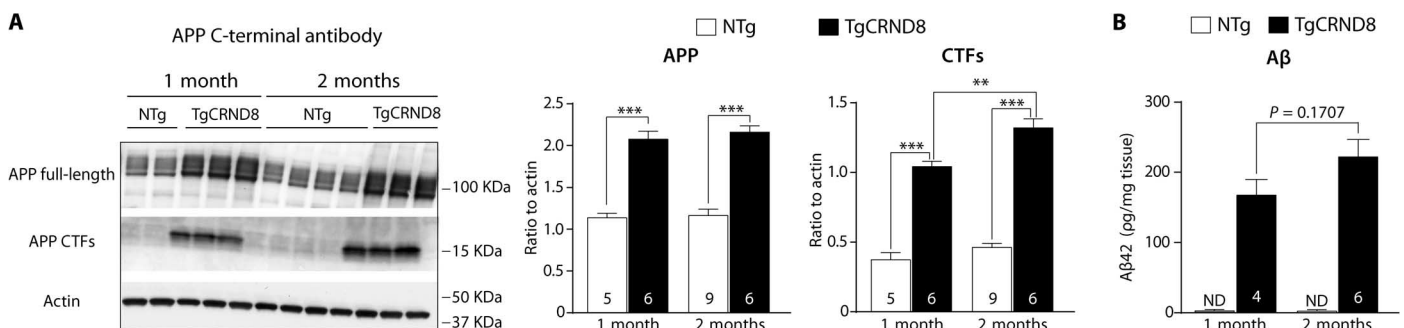 A
APP C-terminal antibody
1 month
2 months
NTg
TgCRND8
NTg
TgCRND8
APP full-length
–100 KDa
APP CTFs
–15 KDa
Actin
–50 KDa
–37 KDa
NTg
TgCRND8
APP
Ratio to actin
2.5
2.0
1.5
1.0
0.5
0.0
***
***
5
6
9
6
1 month
2 months
CTFs
Ratio to actin
1.5
1.0
0.5
0
**
***
***
5
6
9
6
1 month
2 months
B
NTg
TgCRND8
Aβ
Aβ42 (pg/mg tissue)
300
200
100
0
P = 0.1707
ND
4
ND
6
1 month
2 months